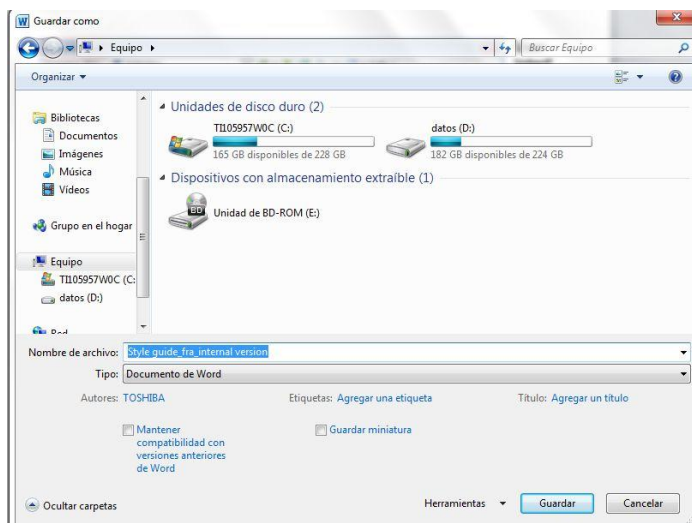 Guardar como
Equipo
Buscar Equipo
Organizar
Bibliotecas
Documentos
Imágenes
Música
Vídeos
Grupo en el hogar
Equipo
TI105957W0C (C:
datos (D:)
Unidades de disco duro (2)
TI105957W0C (C:)
165 GB disponibles de 228 GB
datos (D:)
182 GB disponibles de 224 GB
Dispositivos con almacenamiento extraíble (1)
BD
Unidad de BD-ROM (E:)
Nombre de archivo: Style guide_fra_internal version
Tipo: Documento de Word
Autores: TOSHIBA
Etiquetas: Agregar una etiqueta
Título: Agregar un título
Mantener
compatibilidad con
versiones anteriores
de Word
Guardar miniatura
Ocultar carpetas
Herramientas
Guardar
Cancelar